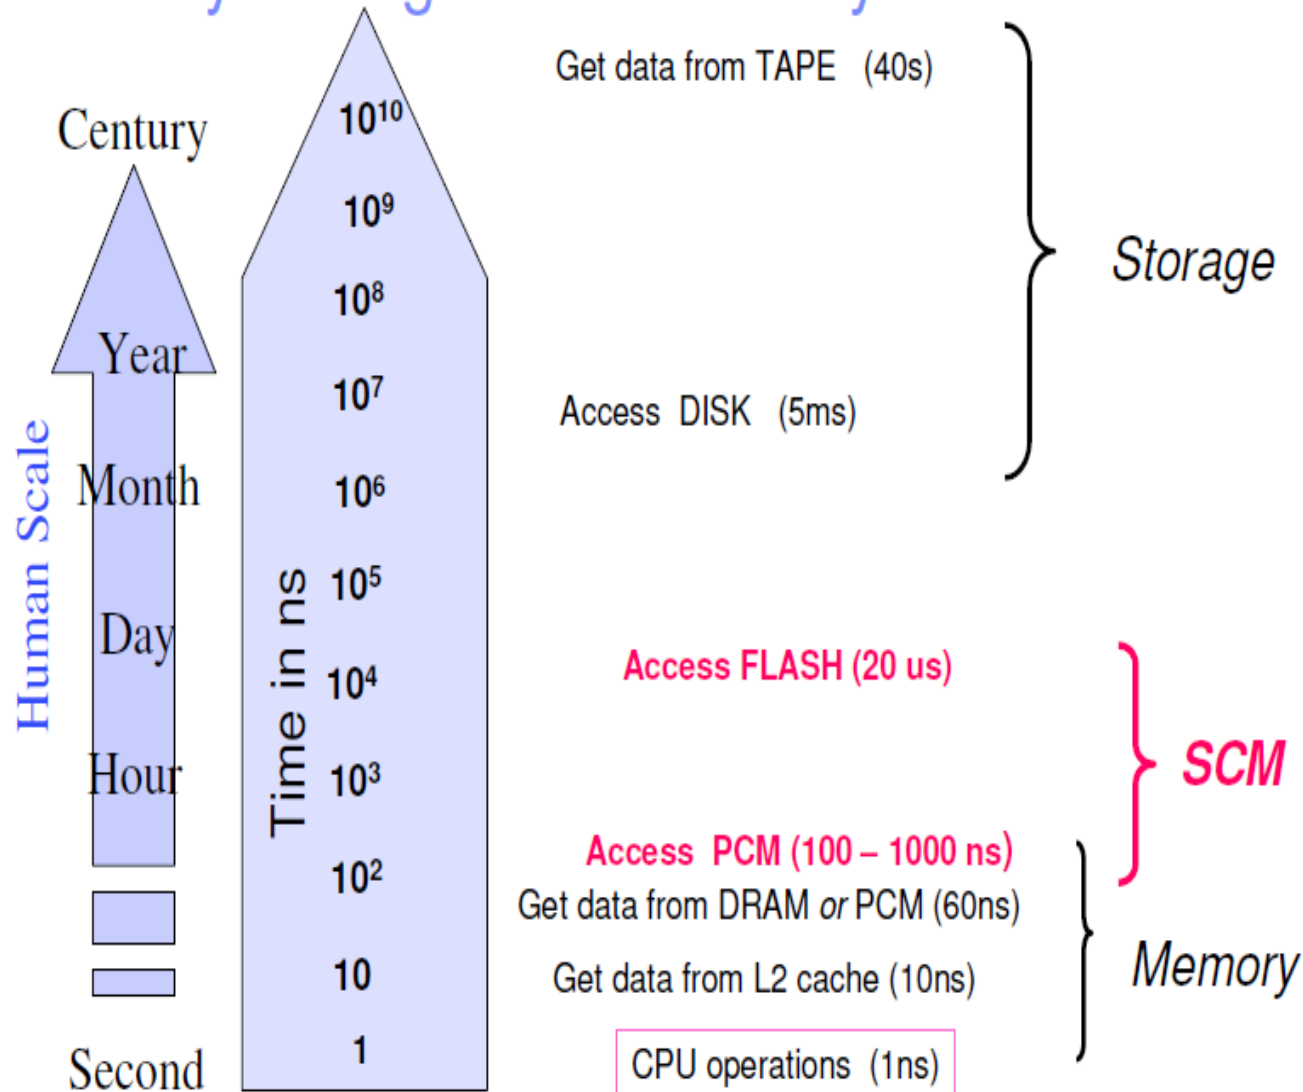 Get data from TAPE (40s)
Century
10¹⁰
10⁹
Storage
10⁸
Year
10⁷
Access DISK (5ms)
Human Scale
Month
10⁶
Time in ns
10⁵
Day
Access FLASH (20 us)
10⁴
SCM
Hour
10³
Access PCM (100 – 1000 ns)
10²
Get data from DRAM or PCM (60ns)
Memory
10
Get data from L2 cache (10ns)
1
CPU operations (1ns)
Second